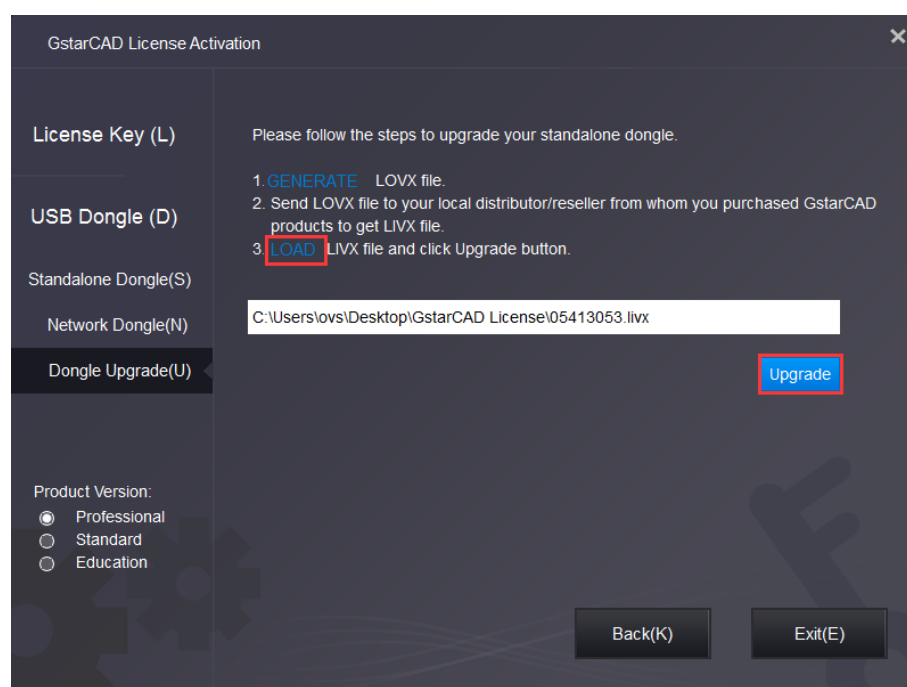 GstarCAD License Activation
License Key (L)
USB Dongle (D)
Standalone Dongle(S)
Network Dongle(N)
Dongle Upgrade(U)
Product Version:
Professional
Standard
Education
Please follow the steps to upgrade your standalone dongle.
1. GENERATE LOVX file.
2. Send LOVX file to your local distributor/reseller from whom you purchased GstarCAD
products to get LIVX file.
3. LOAD LIVX file and click Upgrade button.
C:\Users\ovs\Desktop\GstarCAD License\05413053.livx
Upgrade
Back(K)
Exit(E)